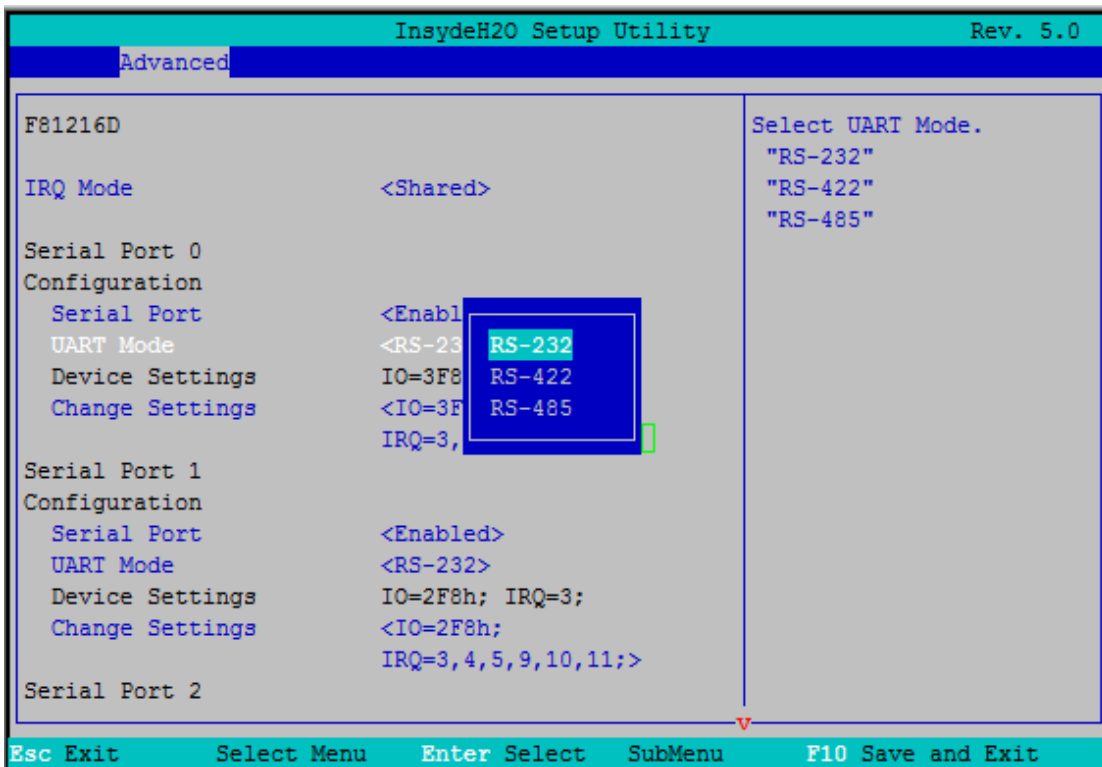 InsydeH2O Setup Utility Rev. 5.0
Advanced
F81216D
IRQ Mode <Shared>
Serial Port 0
Configuration
Serial Port <Enabl
UART Mode <RS-23
Device Settings IO=3F8
Change Settings <IO=3F
IRQ=3,
RS-232
RS-422
RS-485
Serial Port 1
Configuration
Serial Port <Enabled>
UART Mode <RS-232>
Device Settings IO=2F8h; IRQ=3;
Change Settings <IO=2F8h;
IRQ=3,4,5,9,10,11;>
Serial Port 2
v
Select UART Mode.
"RS-232"
"RS-422"
"RS-485"
Esc Exit Select Menu Enter Select SubMenu F10 Save and Exit